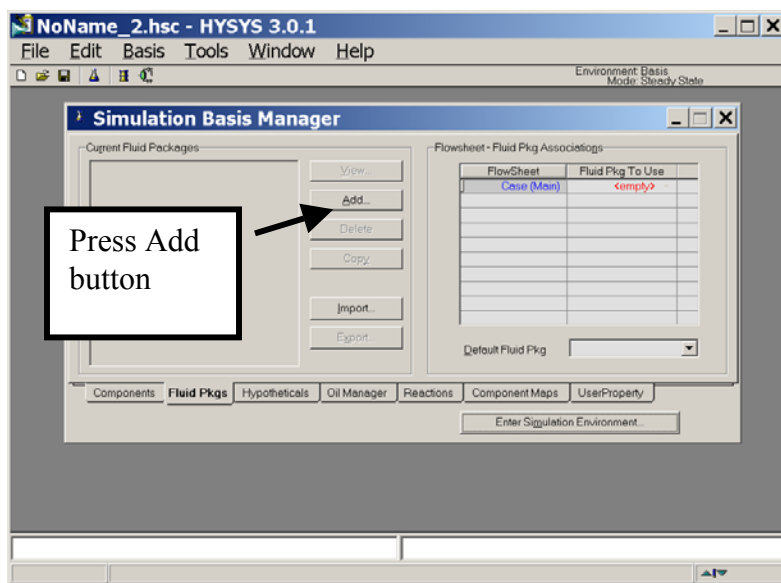 NoName_2.hsc - HYSYS 3.0.1
File Edit Basis Tools Window Help
Environment: Basis
Mode: Steady State
Simulation Basis Manager
Current Fluid Packages
Flowsheet - Fluid Pkg Associations
View...
Add...
Delete
Copy
Import...
Export...
Press Add
button
FlowSheet Fluid Pkg To Use
Case (Main) <empty>
Default Fluid Pkg
Components Fluid Pkgs Hypotheticals Oil Manager Reactions Component Maps UserProperty
Enter Simulation Environment...